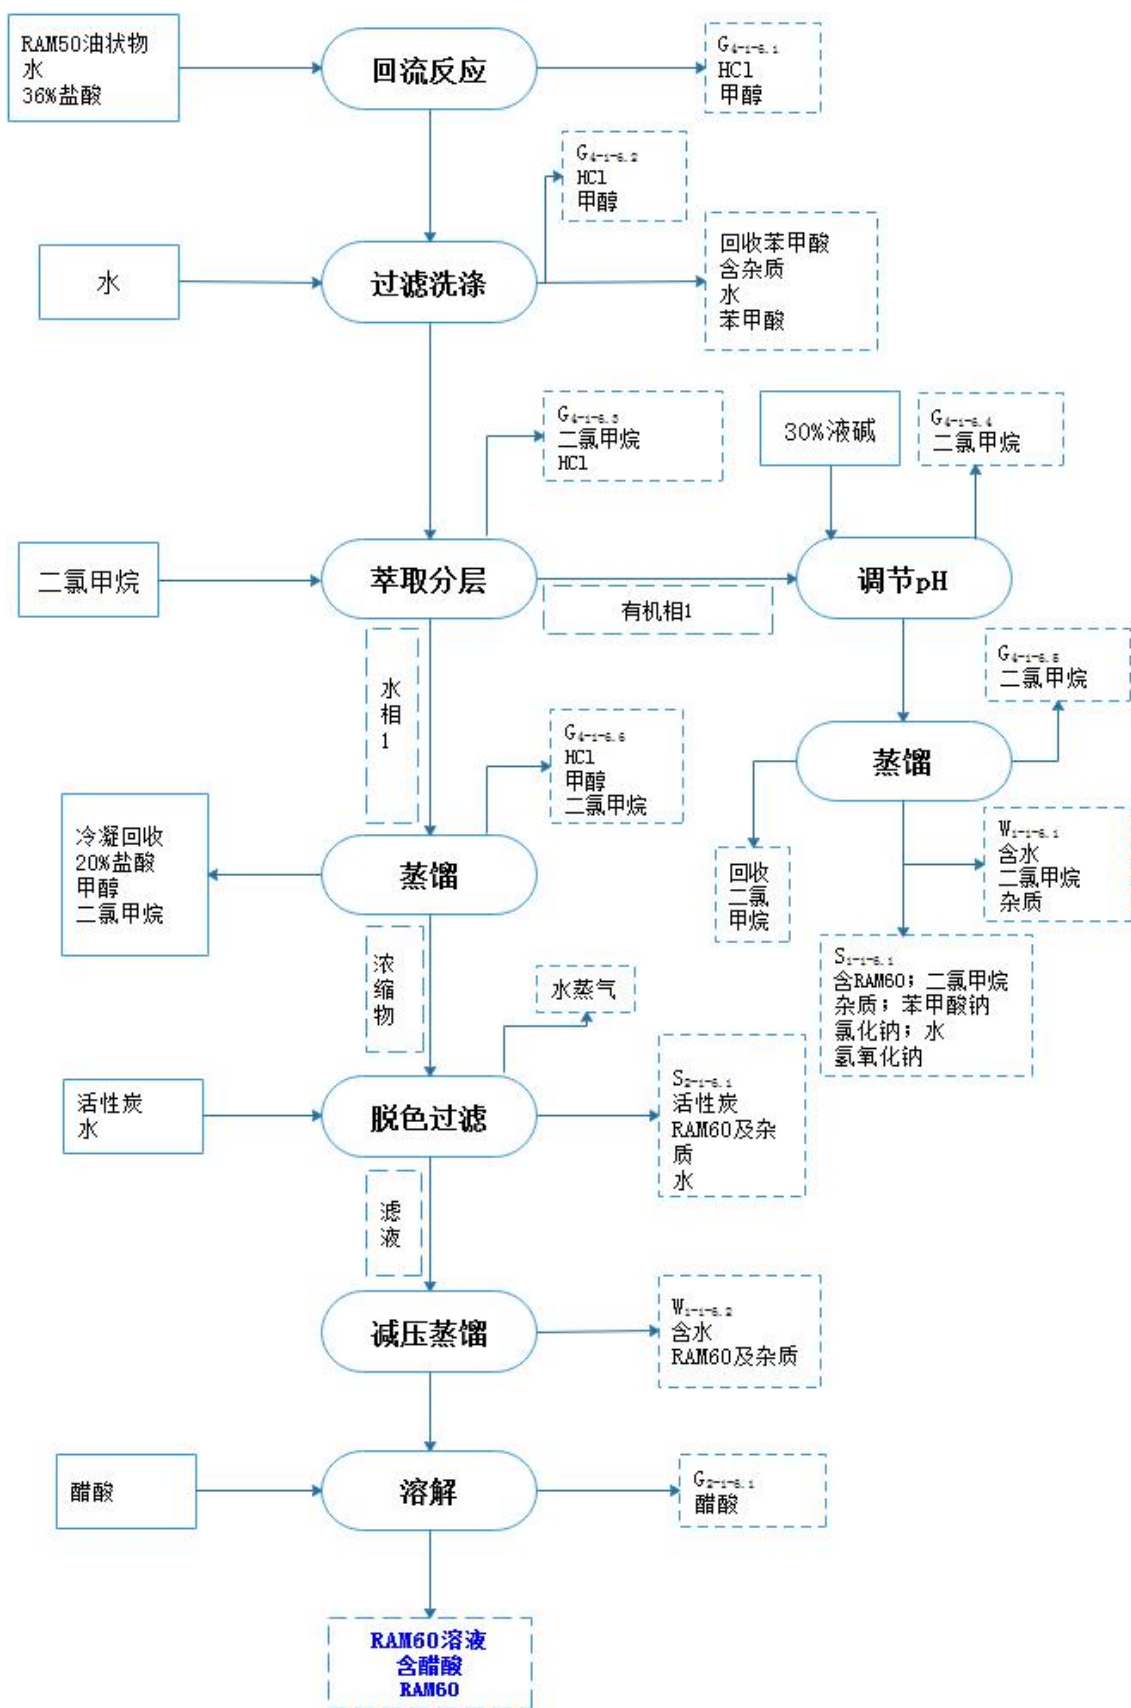 RAM50油状物
水
36%盐酸
回流反应
G4-1-6.1
HCl
甲醇
G4-1-6.2
HCl
甲醇
水
过滤洗涤
回收苯甲酸
含杂质
水
苯甲酸
G4-1-6.3
二氯甲烷
HCl
30%液碱
G4-1-6.4
二氯甲烷
二氯甲烷
萃取分层
有机相1
调节pH
水
相
1
G4-1-6.5
二氯甲烷
G4-1-6.6
HCl
甲醇
二氯甲烷
蒸馏
冷凝回收
20%盐酸
甲醇
二氯甲烷
蒸馏
回收
二氯
甲烷
W1-1-6.1
含水
二氯甲烷
杂质
浓
缩
物
水蒸气
S1-1-6.1
含RAM60；二氯甲烷
杂质；苯甲酸钠
氯化钠；水
氢氧化钠
活性炭
水
脱色过滤
S2-1-6.1
活性炭
RAM60及杂
质
水
滤
液
减压蒸馏
W1-1-6.2
含水
RAM60及杂质
醋酸
溶解
G2-1-6.1
醋酸
RAM60溶液
含醋酸
RAM60